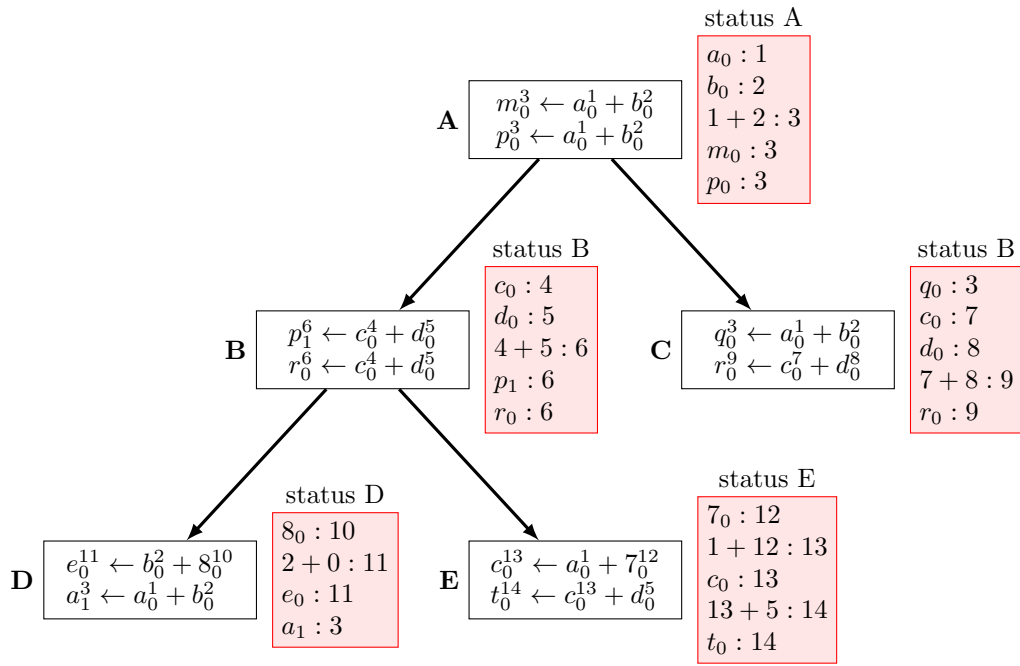 status A
a₀ : 1
b₀ : 2
1 + 2 : 3
m₀ : 3
p₀ : 3
A
m₀³ ← a₀¹ + b₀²
p₀³ ← a₀¹ + b₀²
status B
c₀ : 4
d₀ : 5
4 + 5 : 6
p₁ : 6
r₀ : 6
B
p₁⁶ ← c₀⁴ + d₀⁵
r₀⁶ ← c₀⁴ + d₀⁵
status B
q₀ : 3
c₀ : 7
d₀ : 8
7 + 8 : 9
r₀ : 9
C
q₀³ ← a₀¹ + b₀²
r₀⁹ ← c₀⁷ + d₀⁸
status D
8₀ : 10
2 + 0 : 11
e₀ : 11
a₁ : 3
D
e₀¹¹ ← b₀² + 8₀¹⁰
a₁³ ← a₀¹ + b₀²
status E
7₀ : 12
1 + 12 : 13
c₀ : 13
13 + 5 : 14
t₀ : 14
E
c₀¹³ ← a₀¹ + 7₀¹²
t₀¹⁴ ← c₀¹³ + d₀⁵